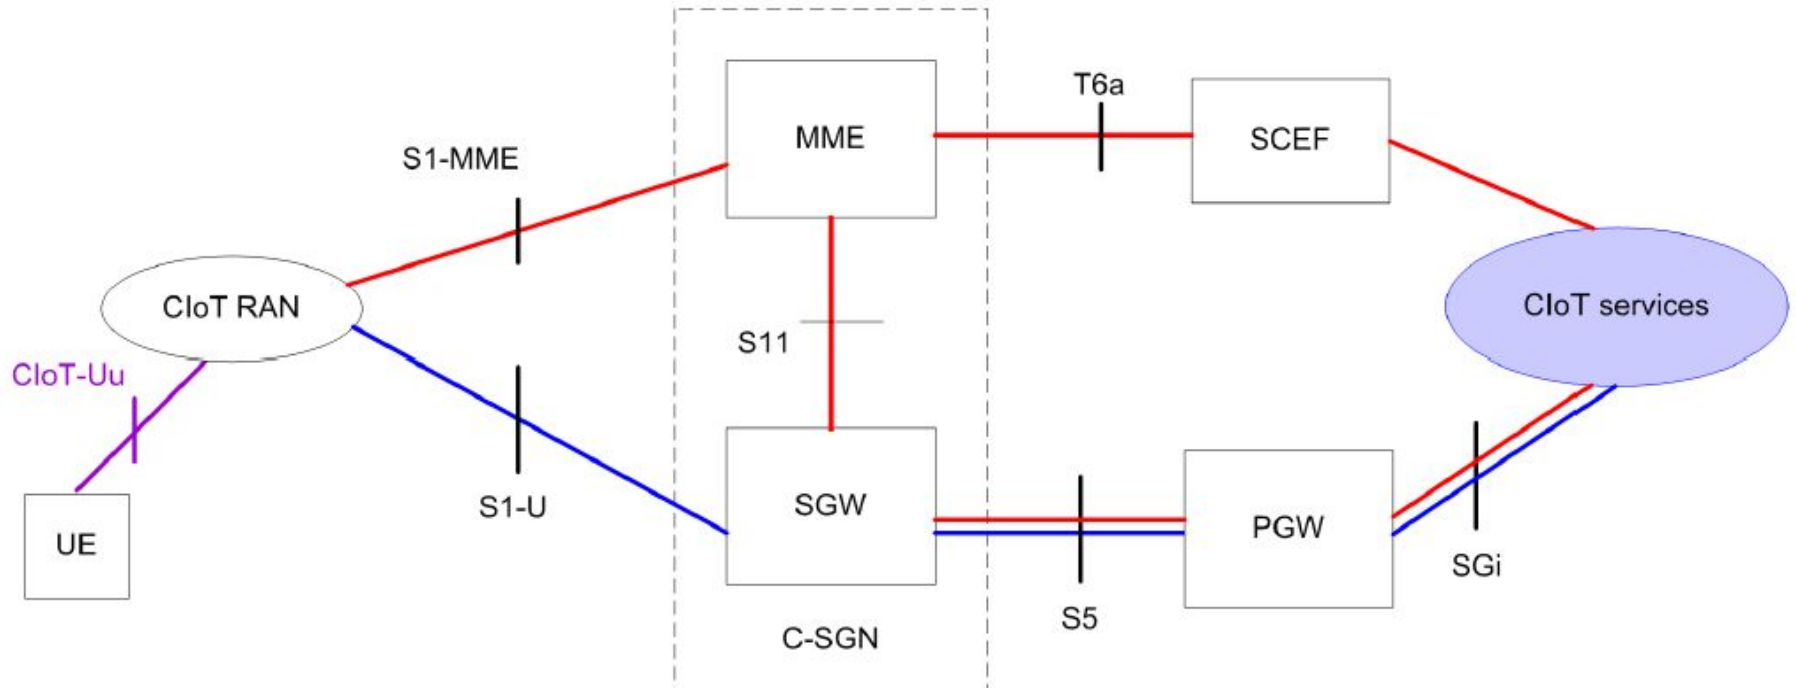 T6a
MME
SCEF
S1-MME
CIoT RAN
CIoT services
S11
CIoT-Uu
SGW
S1-U
PGW
UE
SGi
S5
C-SGN